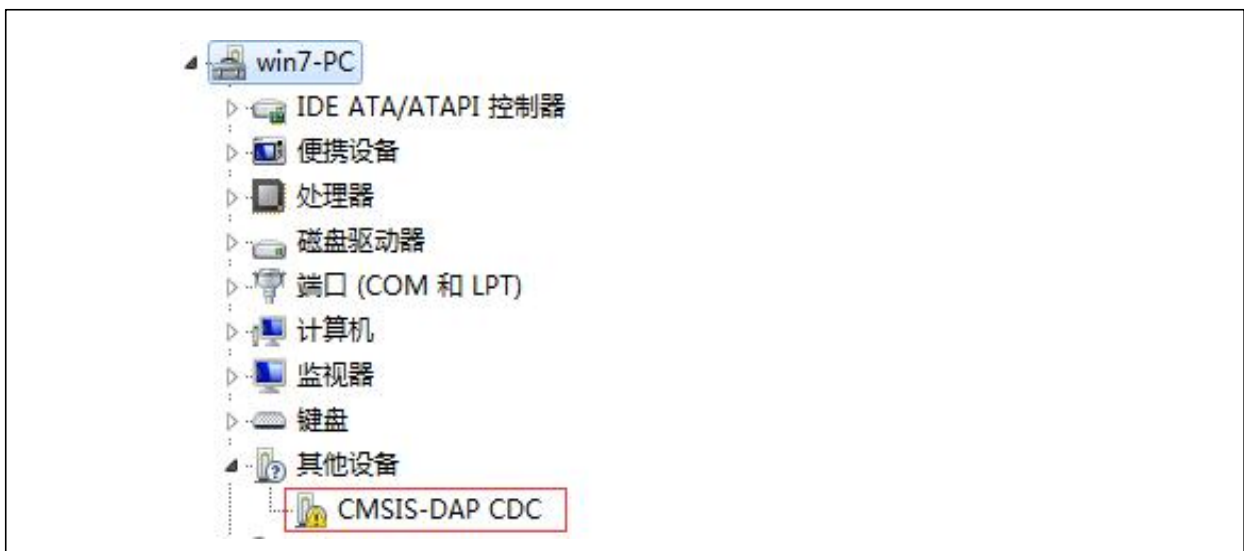 win7-PC
IDE ATA/ATAPI 控制器
便携设备
处理器
磁盘驱动器
端口 (COM 和 LPT)
计算机
监视器
键盘
其他设备
CMSIS-DAP CDC